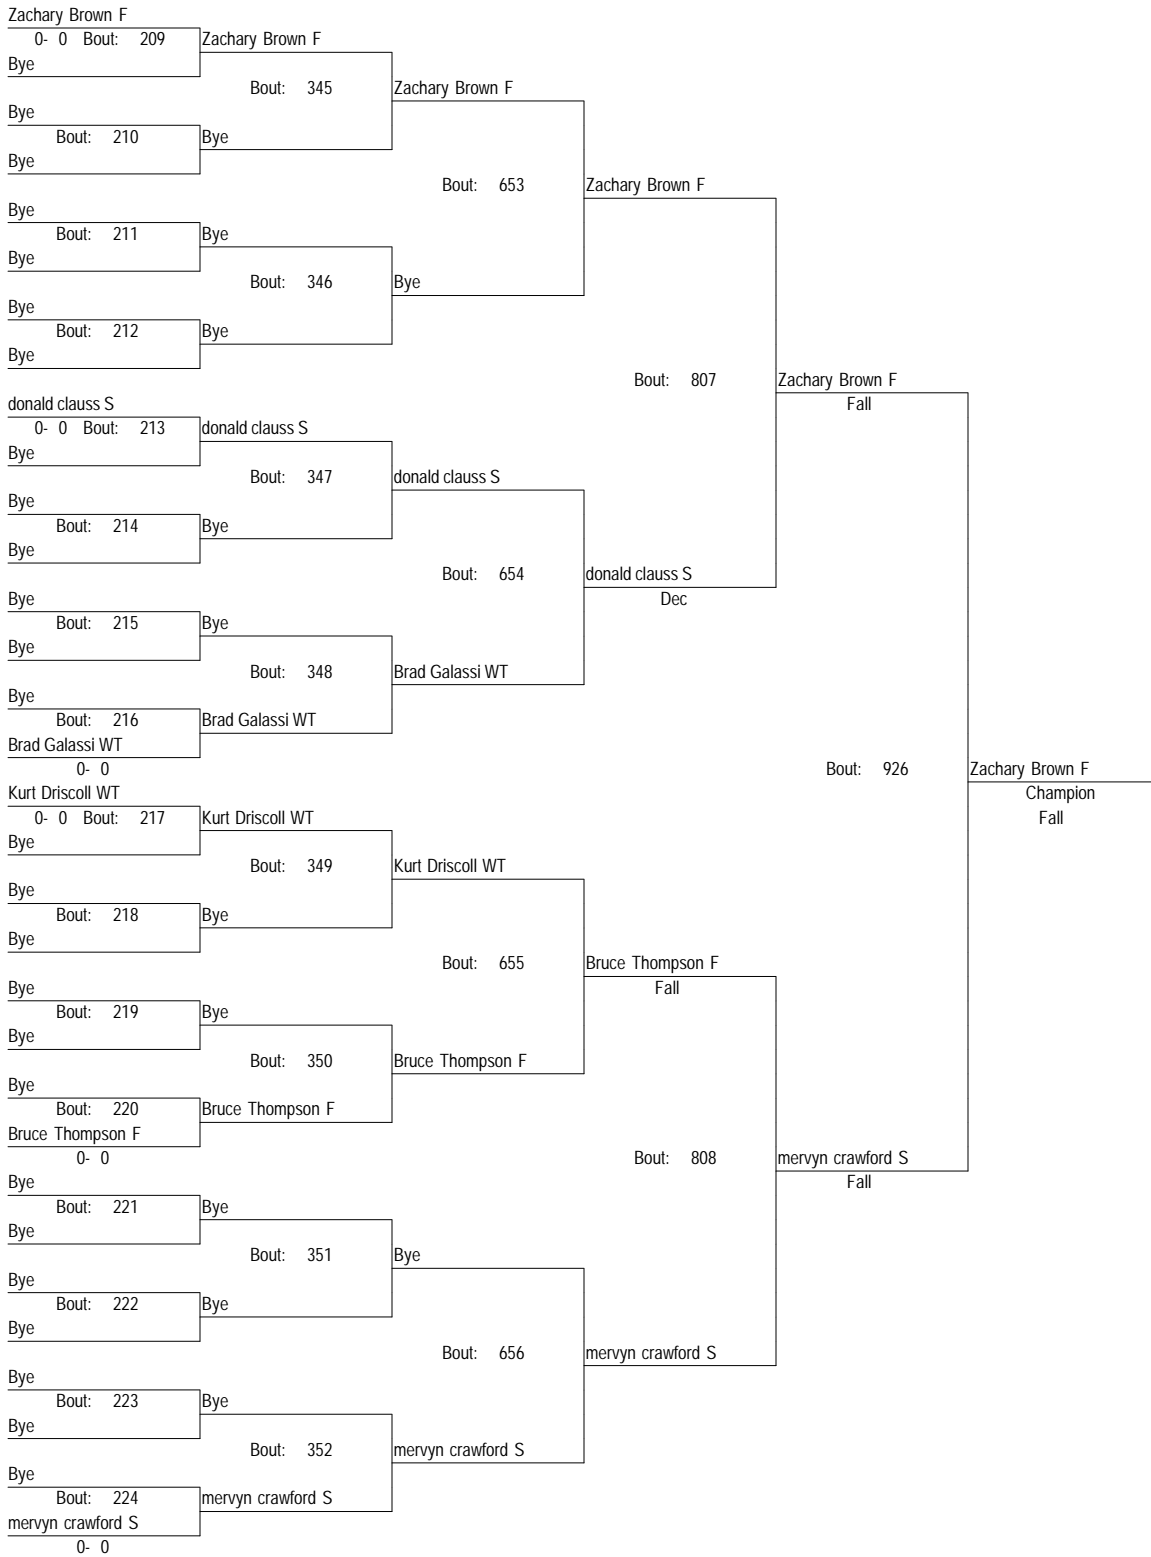 Zachary Brown F
0- 0 Bout: 209 Zachary Brown F
Bye
Bout: 345 Zachary Brown F
Bye
Bout: 210 Bye
Bye
Bout: 653 Zachary Brown F
Bye
Bout: 211 Bye
Bye
Bout: 346 Bye
Bye
Bout: 212 Bye
Bye
Bout: 807 Zachary Brown F
donald clauss S Fall
0- 0 Bout: 213 donald clauss S
Bye
Bout: 347 donald clauss S
Bye
Bout: 214 Bye
Bye
Bout: 654 donald clauss S
Bye Dec
Bout: 215 Bye
Bye
Bout: 348 Brad Galassi WT
Bye
Bout: 216 Brad Galassi WT
Brad Galassi WT
0- 0 Bout: 926 Zachary Brown F
Kurt Driscoll WT Champion
0- 0 Bout: 217 Kurt Driscoll WT Fall
Bye
Bout: 349 Kurt Driscoll WT
Bye
Bout: 218 Bye
Bye
Bout: 655 Bruce Thompson F
Bye Fall
Bout: 219 Bye
Bye
Bout: 350 Bruce Thompson F
Bye
Bout: 220 Bruce Thompson F
Bruce Thompson F
0- 0 Bout: 808 mervyn crawford S
Bye Fall
Bout: 221 Bye
Bye
Bout: 351 Bye
Bye
Bout: 222 Bye
Bye
Bout: 656 mervyn crawford S
Bye
Bout: 223 Bye
Bye
Bout: 352 mervyn crawford S
Bye
Bout: 224 mervyn crawford S
mervyn crawford S
0- 0